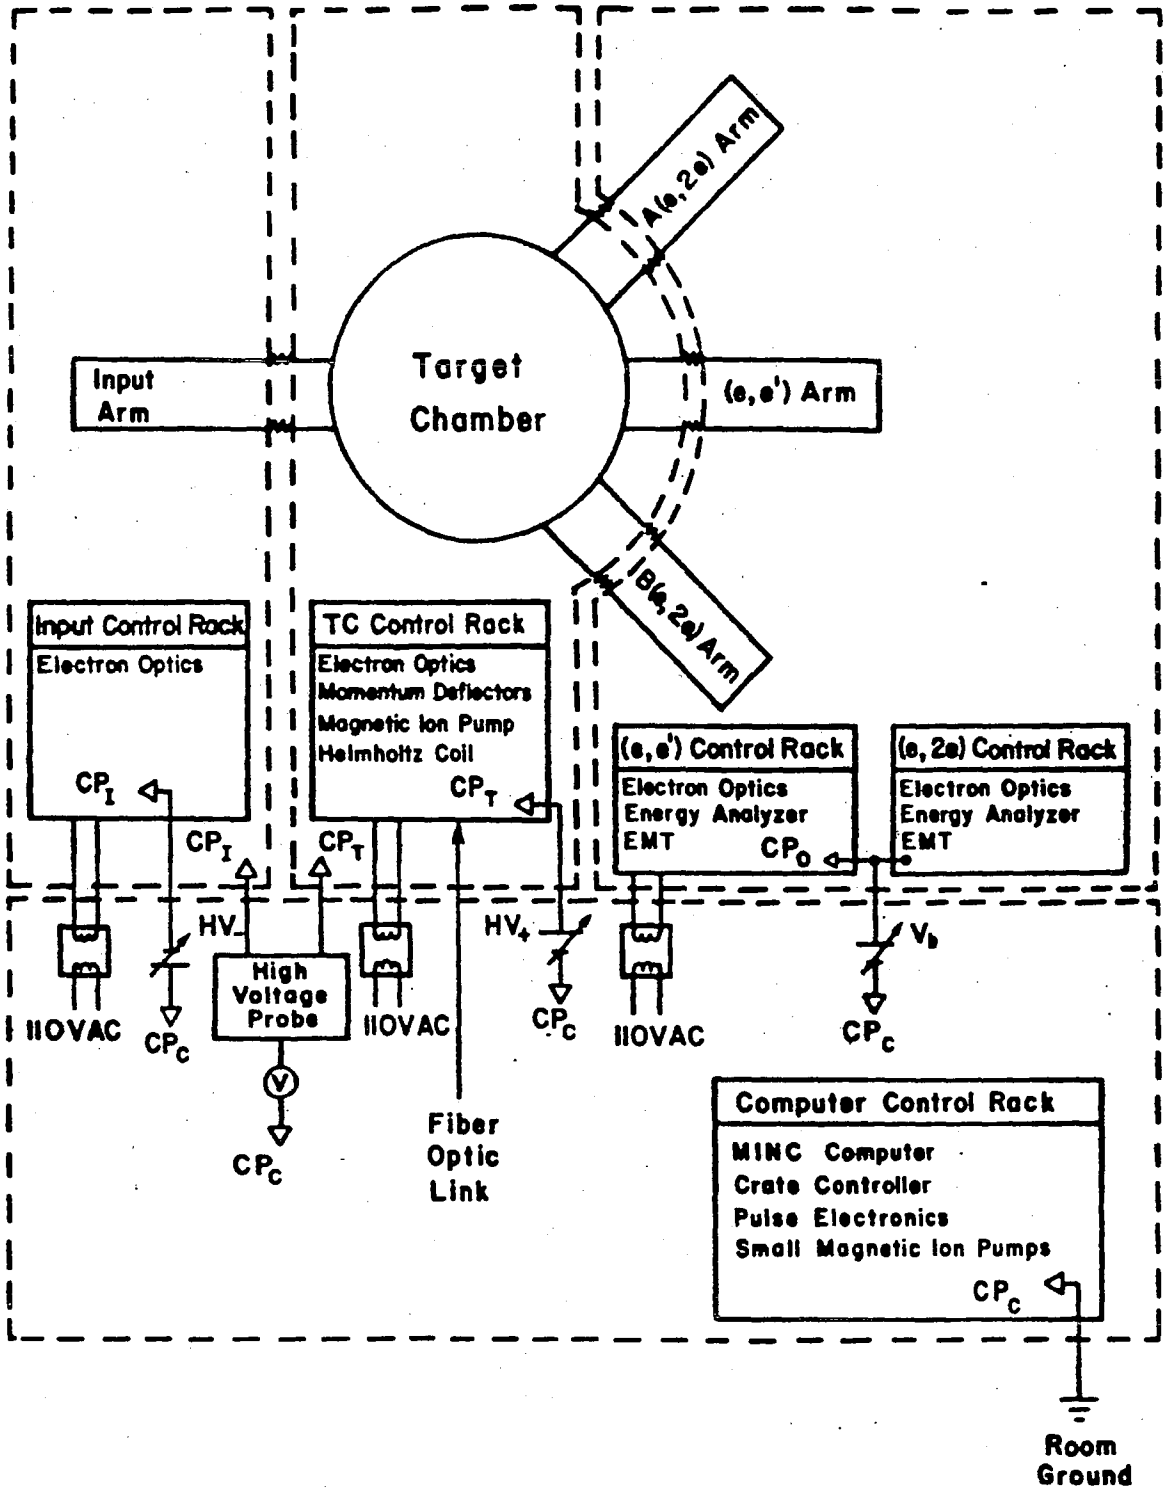 A(e, 2e) Arm
Input
Arm
Target
Chamber
(e, e') Arm
B(e, 2e) Arm
Input Control Rack
Electron Optics
CP_I
TC Control Rack
Electron Optics
Momentum Deflectors
Magnetic Ion Pump
Helmholtz Coil
CP_T
(e, e') Control Rack
Electron Optics
Energy Analyzer
EMT
CP_O
(e, 2e) Control Rack
Electron Optics
Energy Analyzer
EMT
CP_I
CP_T
HV_-
HV_+
V_b
High
Voltage
Probe
110VAC
CP_C
110VAC
CP_C
110VAC
CP_C
V
CP_C
Fiber
Optic
Link
Computer Control Rack
MINC Computer
Crate Controller
Pulse Electronics
Small Magnetic Ion Pumps
CP_C
Room
Ground